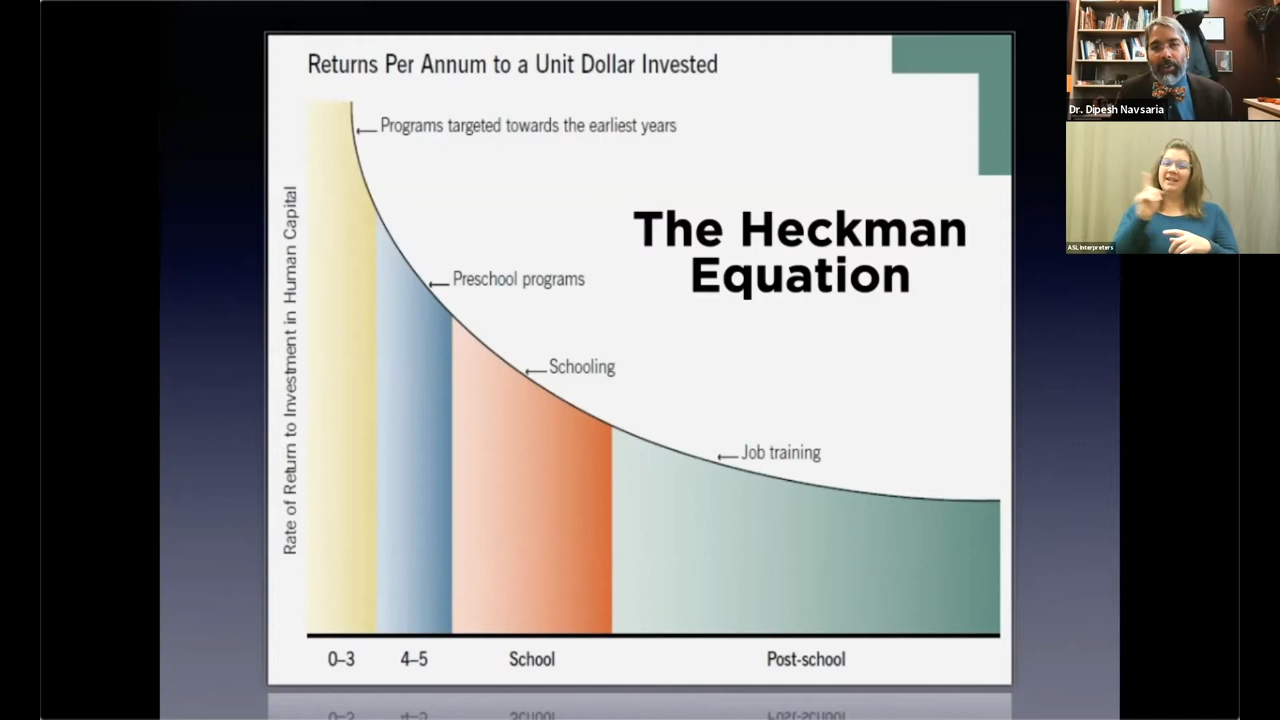 Returns Per Annum to a Unit Dollar Invested
Programs targeted towards the earliest years
The Heckman
Equation
Preschool programs
Schooling
Job training
Rate of Return to Investment in Human Capital
0–3
4–5
School
Post-school
Dr. Dipesh Navsaria
ASL Interpreters